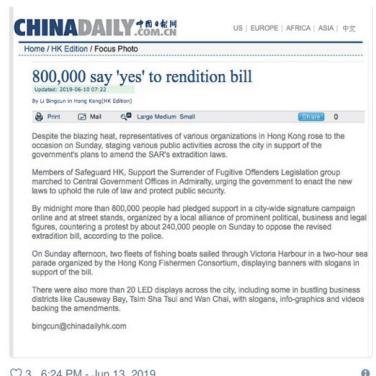 CHINADAILY 中国日报网 .COM.CN
US | EUROPE | AFRICA | ASIA | 中文
Home / HK Edition / Focus Photo
800,000 say 'yes' to rendition bill
Updated: 2019-06-10 07:22
By Li Bingcun in Hong Kong(HK Edition)
Print Mail Large Medium Small Share 0
Despite the blazing heat, representatives of various organizations in Hong Kong rose to the
occasion on Sunday, staging various public activities across the city in support of the
government's plans to amend the SAR's extradition laws.
Members of Safeguard HK, Support the Surrender of Fugitive Offenders Legislation group
marched to Central Government Offices in Admiralty, urging the government to enact the new
laws to uphold the rule of law and protect public security.
By midnight more than 800,000 people had pledged support in a city-wide signature campaign
online and at street stands, organized by a local alliance of prominent political, business and legal
figures, countering a protest by about 240,000 people on Sunday to oppose the revised
extradition bill, according to the police.
On Sunday afternoon, two fleets of fishing boats sailed through Victoria Harbour in a two-hour sea
parade organized by the Hong Kong Fishermen Consortium, displaying banners with slogans in
support of the bill.
There were also more than 20 LED displays across the city, including some in bustling business
districts like Causeway Bay, Tsim Sha Tsui and Wan Chai, with slogans, info-graphics and videos
backing the amendments.
bingcun@chinadailyhk.com
3 6:24 PM - Jun 13, 2019